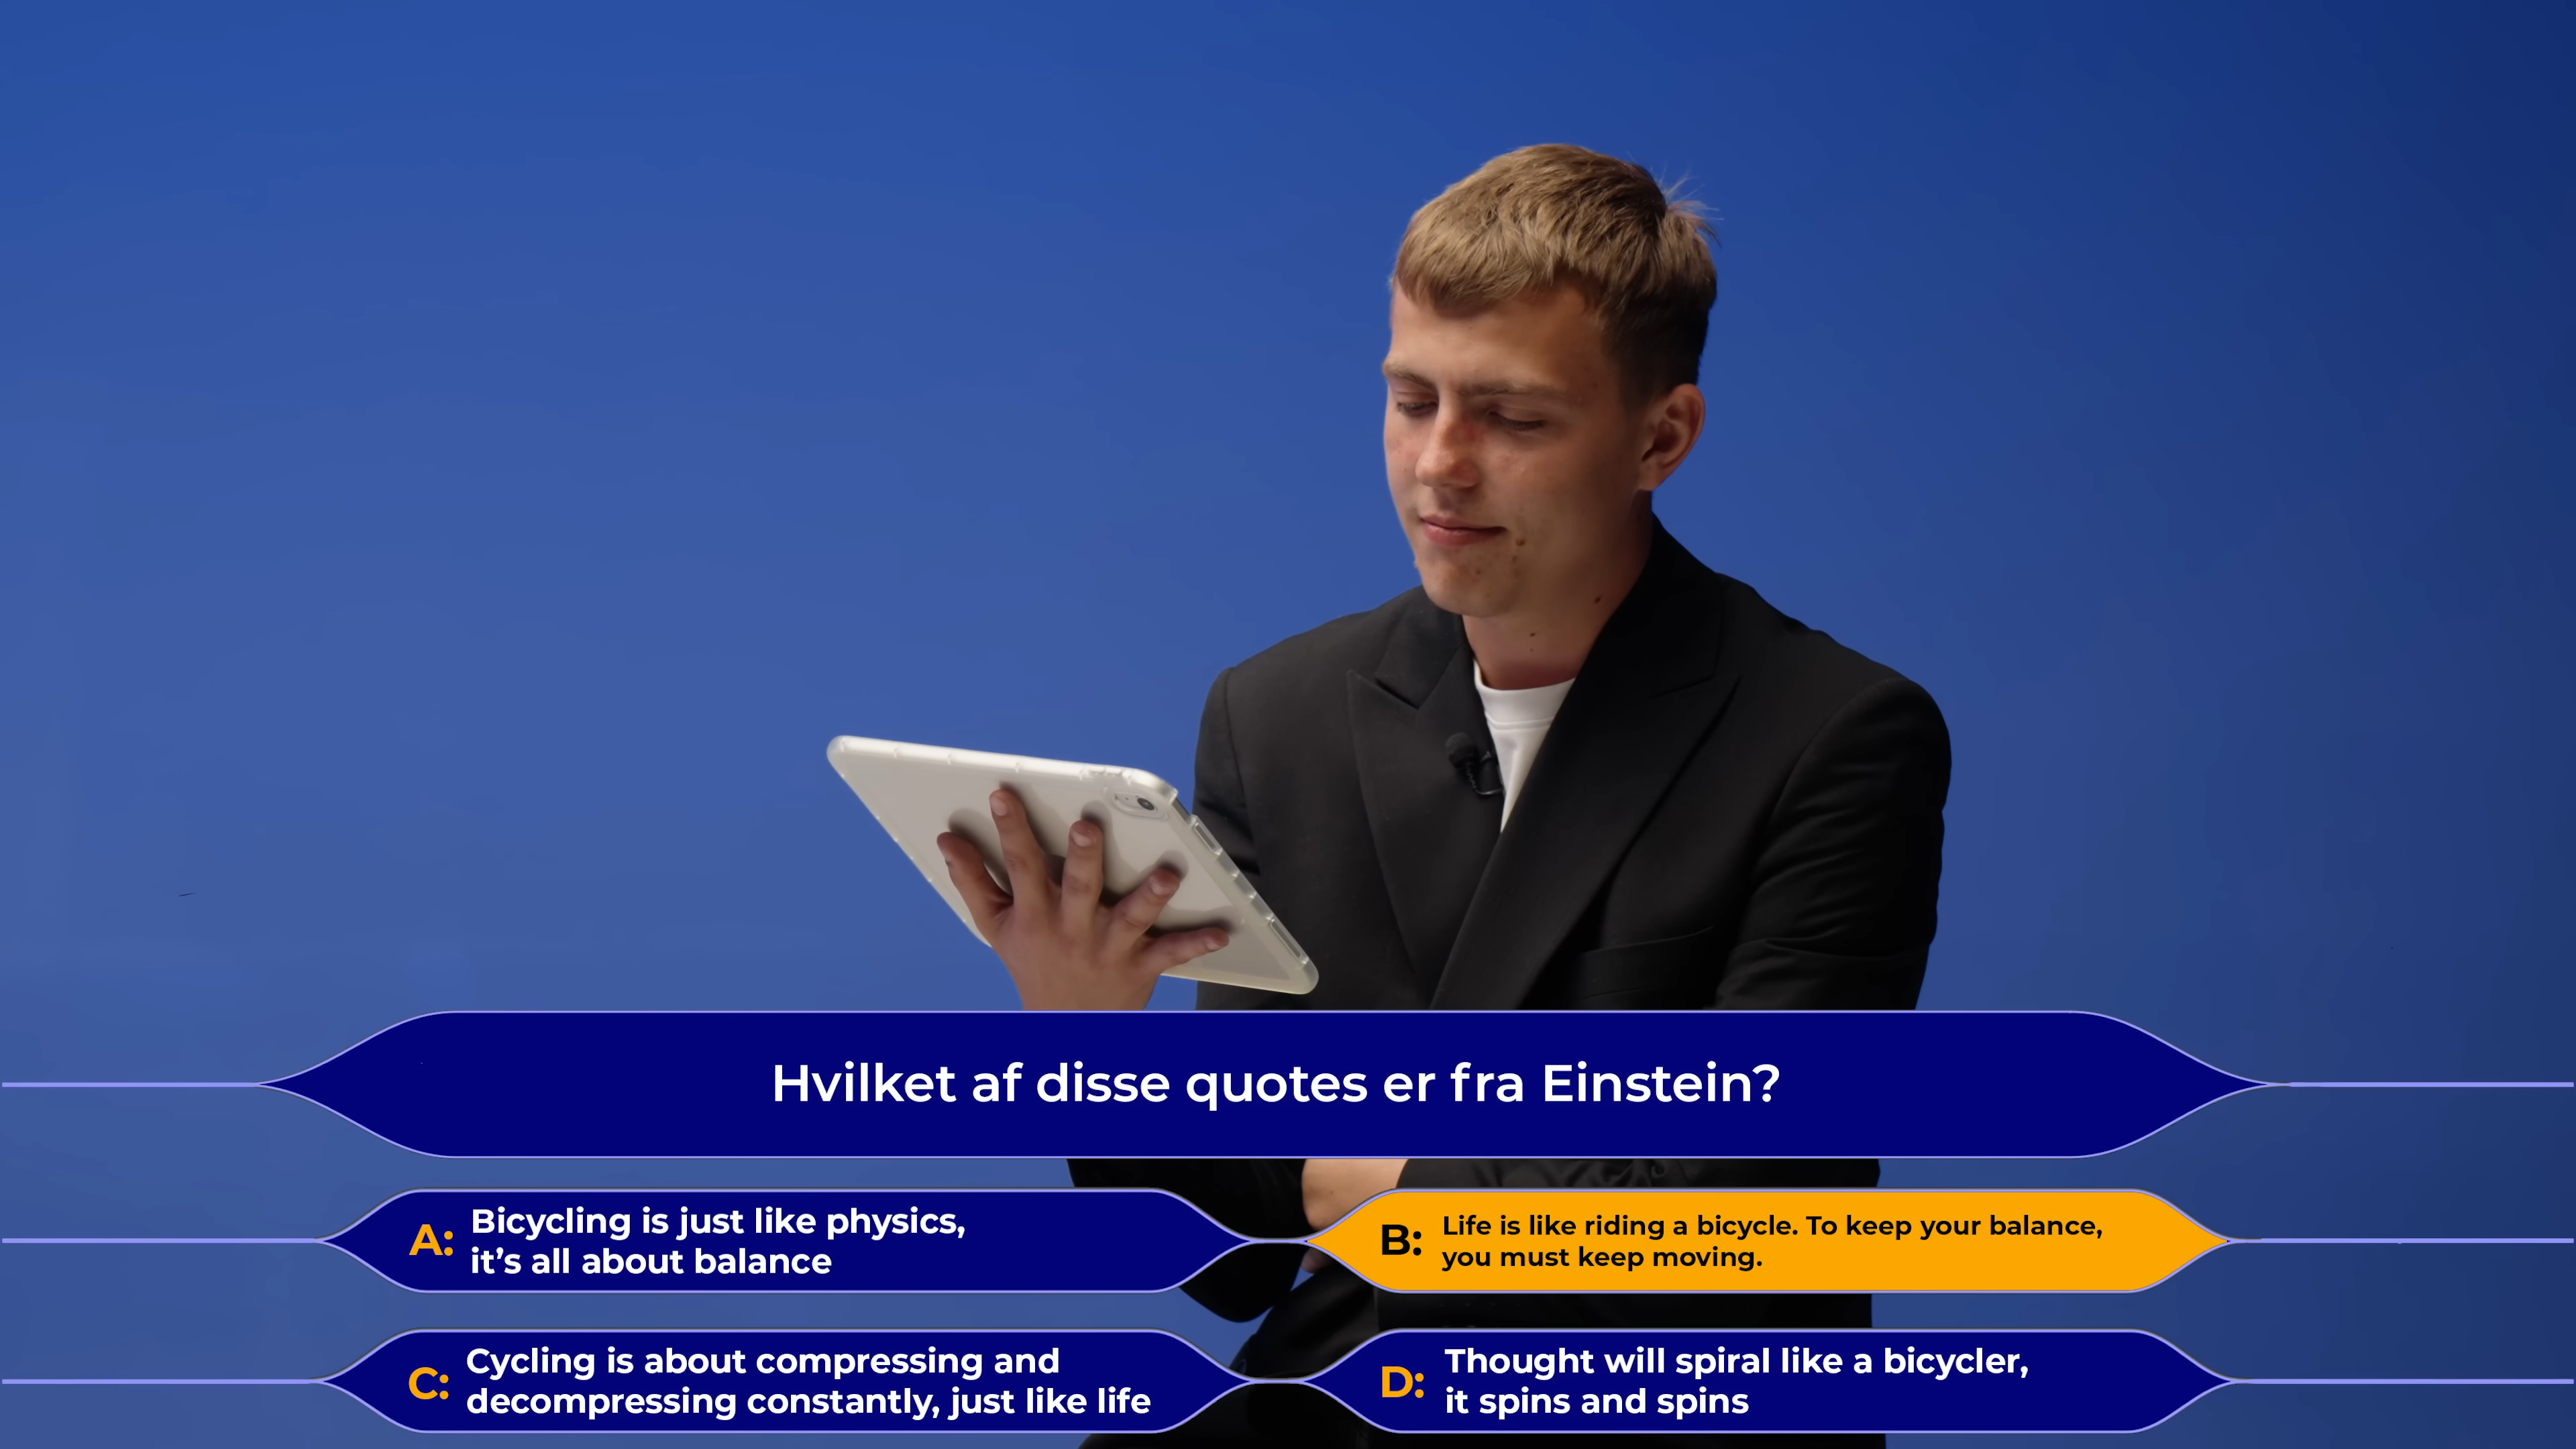 Hvilket af disse quotes er fra Einstein?
A: Bicycling is just like physics,
it's all about balance
B: Life is like riding a bicycle. To keep your balance,
you must keep moving.
C: Cycling is about compressing and
decompressing constantly, just like life
D: Thought will spiral like a bicycler,
it spins and spins